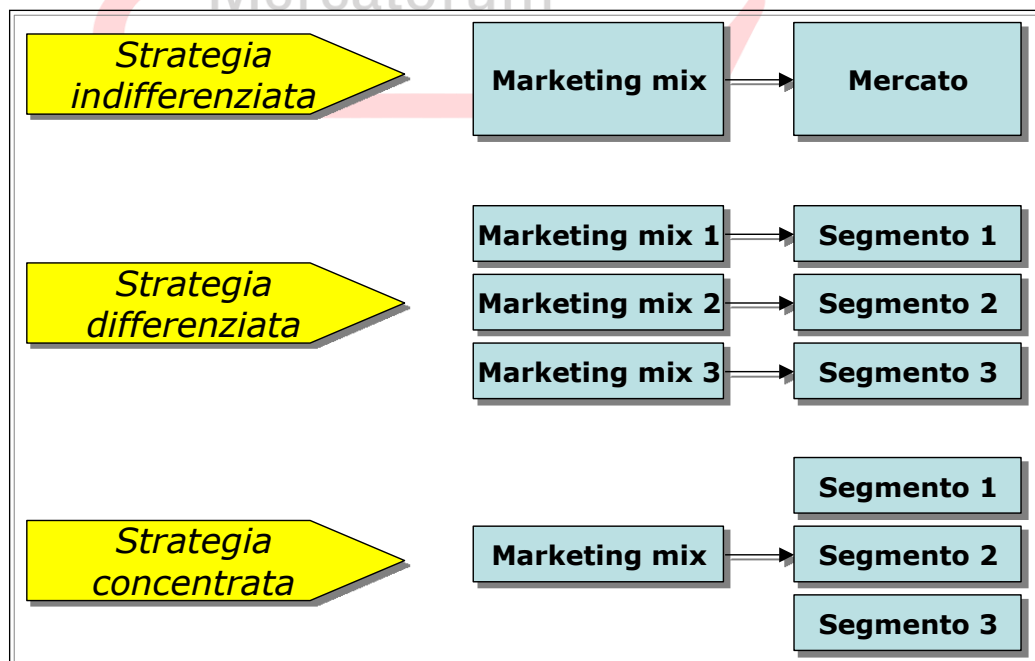 Mercatorum
Strategia
indifferenziata
Marketing mix
Mercato
Strategia
differenziata
Marketing mix 1
Segmento 1
Marketing mix 2
Segmento 2
Marketing mix 3
Segmento 3
Strategia
concentrata
Segmento 1
Marketing mix
Segmento 2
Segmento 3